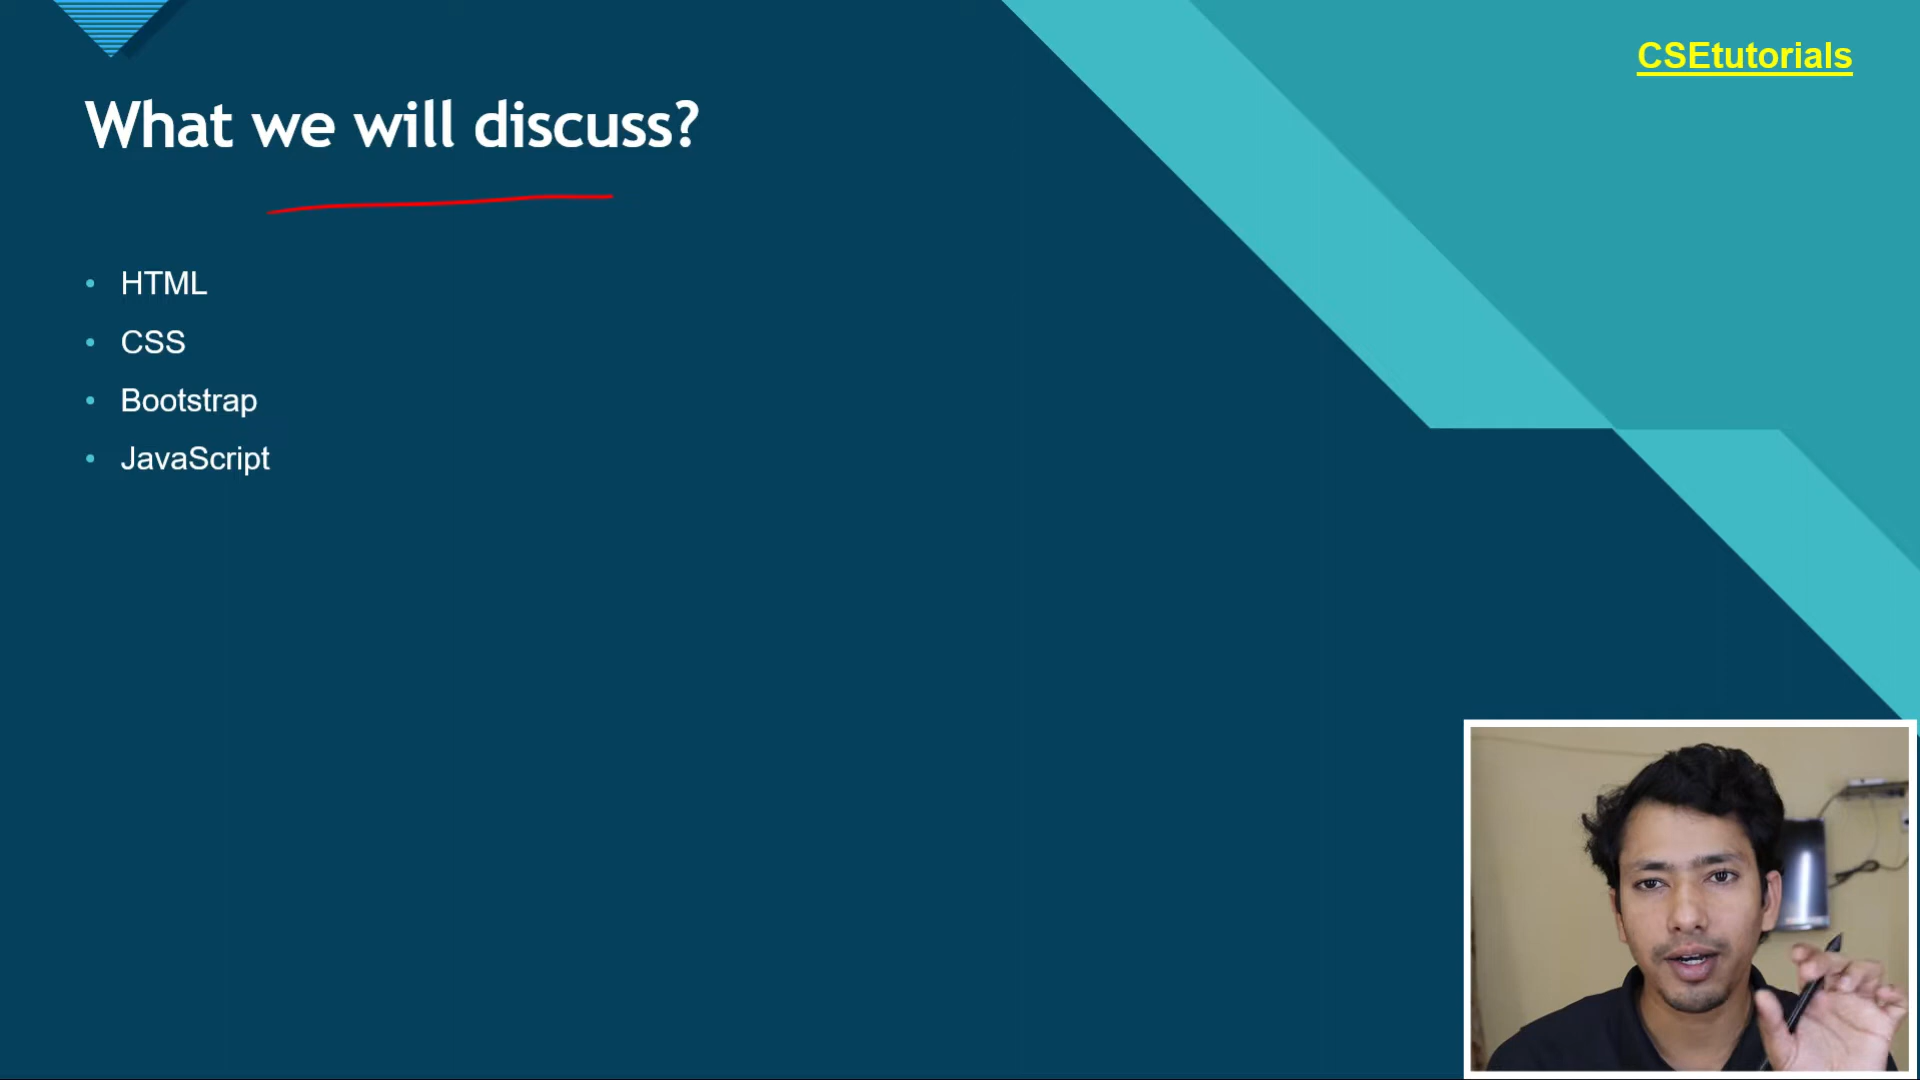 CSEtutorials
What we will discuss?
• HTML
• CSS
• Bootstrap
• JavaScript